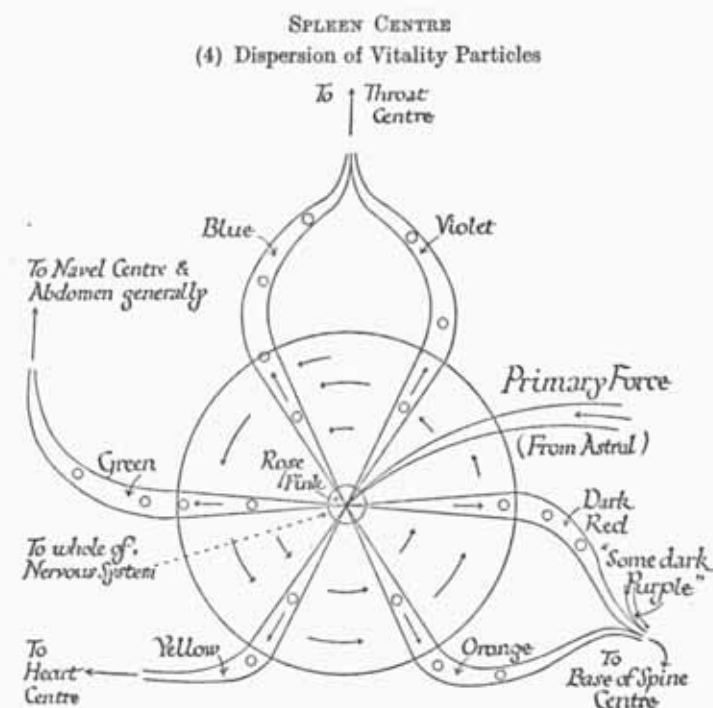 SPLEEN CENTRE
(4) Dispersion of Vitality Particles
To Throat
Centre
Blue
Violet
To Navel Centre &
Abdomen generally
Primary Force
(From Astral)
Green
Rose
Pink
Dark
Red
"Some dark
Purple"
To whole of
Nervous System
To
Heart
Centre
Yellow
Orange
To
Base of Spine
Centre